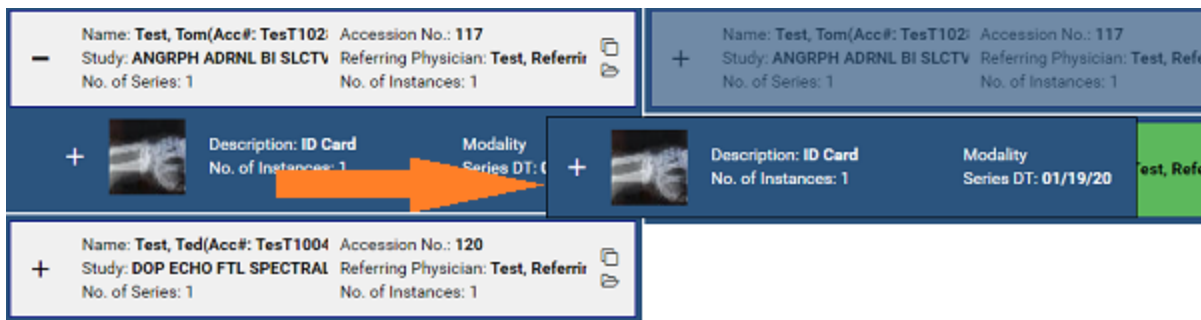 Name: Test, Tom(Acc#: TesT102
Accession No.: 117
Study: ANGRPH ADRNL BI SLCTV
Referring Physician: Test, Referrin
No. of Series: 1
No. of Instances: 1
Name: Test, Tom(Acc#: TesT102
Accession No.: 117
Study: ANGRPH ADRNL BI SLCTV
Referring Physician: Test, Refe
No. of Series: 1
No. of Instances: 1
Description: ID Card
Modality
No. of Instances: 1
Series DT: 0
Description: ID Card
Modality
No. of Instances: 1
Series DT: 01/19/20
Test, Refe
Name: Test, Ted(Acc#: TesT1004
Accession No.: 120
Study: DOP ECHO FTL SPECTRAL
Referring Physician: Test, Referrin
No. of Series: 1
No. of Instances: 1